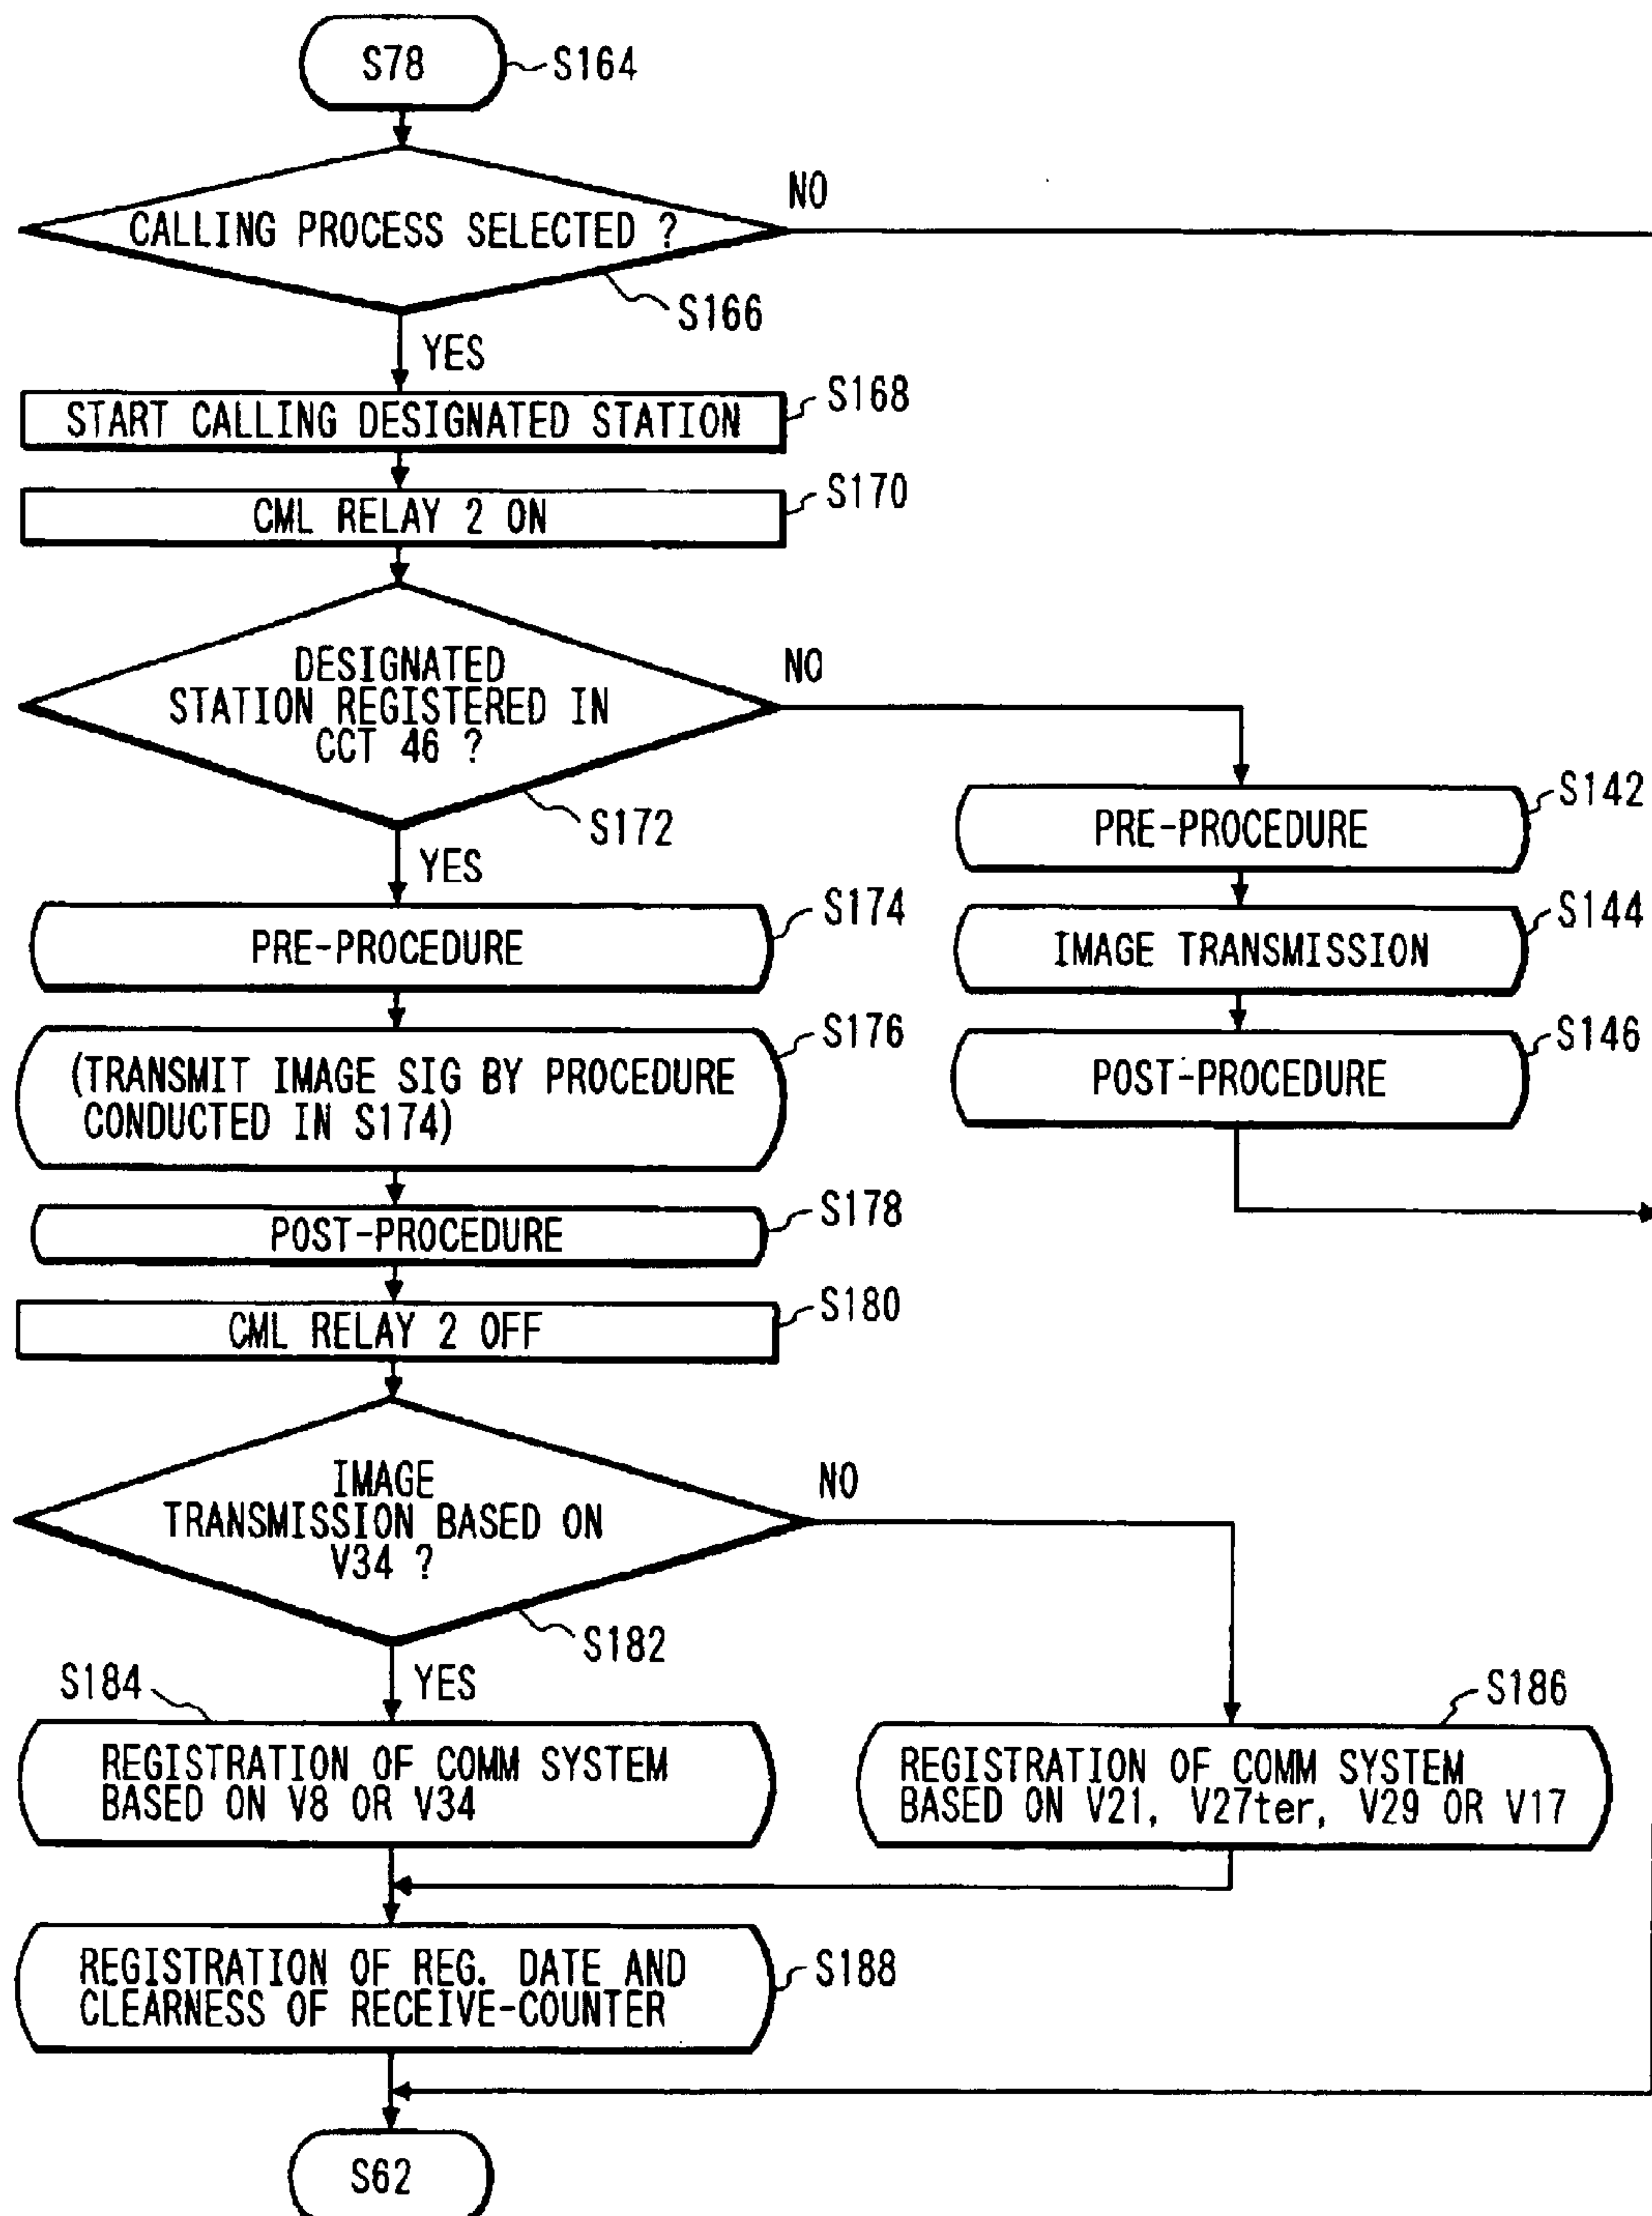 S78
S164
CALLING PROCESS SELECTED ?
NO
S166
YES
START CALLING DESIGNATED STATION
S168
CML RELAY 2 ON
S170
DESIGNATED
STATION REGISTERED IN
CCT 46 ?
NO
S172
YES
PRE-PROCEDURE
S142
IMAGE TRANSMISSION
S144
POST-PROCEDURE
S146
PRE-PROCEDURE
S174
(TRANSMIT IMAGE SIG BY PROCEDURE
CONDUCTED IN S174)
S176
POST-PROCEDURE
S178
CML RELAY 2 OFF
S180
IMAGE
TRANSMISSION BASED ON
V34 ?
NO
S182
YES
S184
REGISTRATION OF COMM SYSTEM
BASED ON V8 OR V34
S186
REGISTRATION OF COMM SYSTEM
BASED ON V21, V27ter, V29 OR V17
REGISTRATION OF REG. DATE AND
CLEARNESS OF RECEIVE-COUNTER
S188
S62